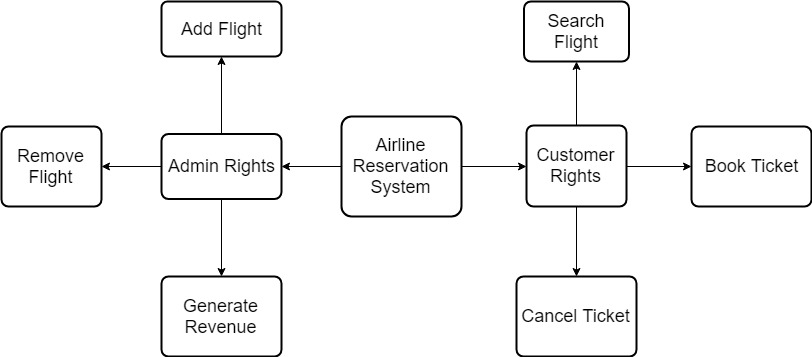 Add Flight
Search
Flight
Remove
Flight
Admin Rights
Airline
Reservation
System
Customer
Rights
Book Ticket
Generate
Revenue
Cancel Ticket